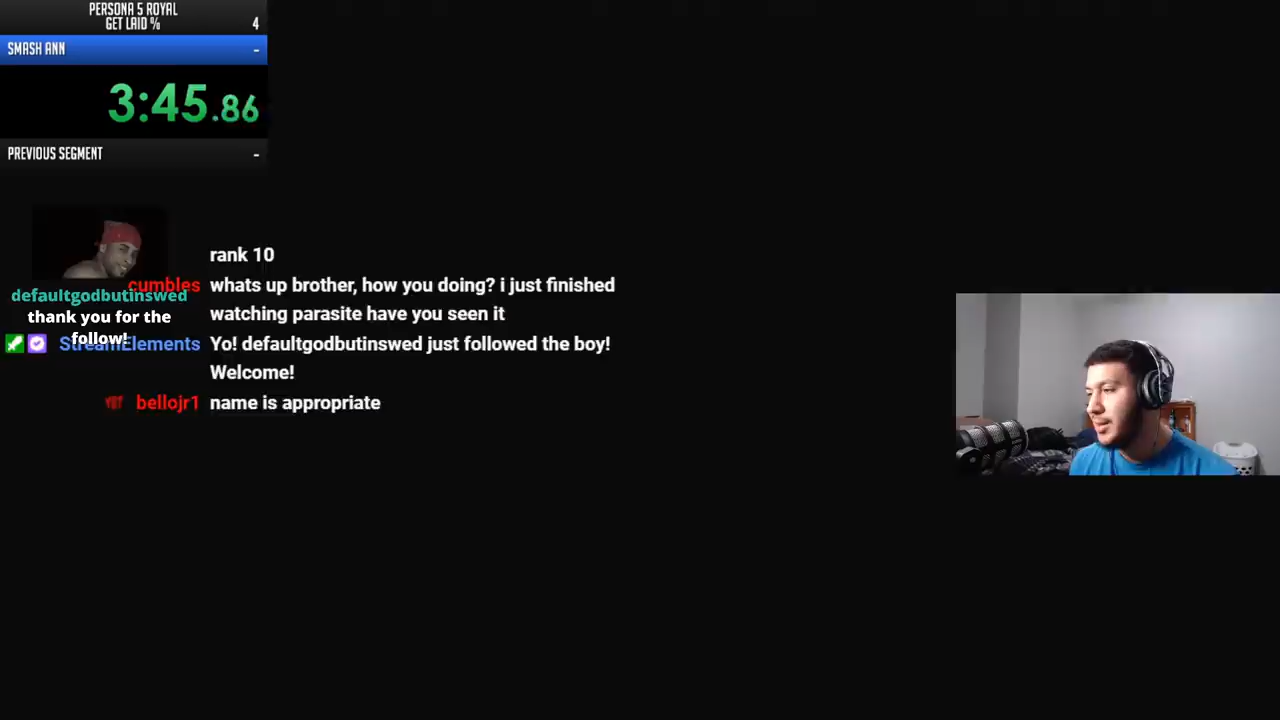 PERSONA 5 ROYAL
GET LAID %
4
SMASH ANN -
3:45.86
PREVIOUS SEGMENT -
rank 10
cumbles whats up brother, how you doing? i just finished
watching parasite have you seen it
defaultgodbutinswed
thank you for the
follow!
StreamElements Yo! defaultgodbutinswed just followed the boy!
Welcome!
bellojr1 name is appropriate